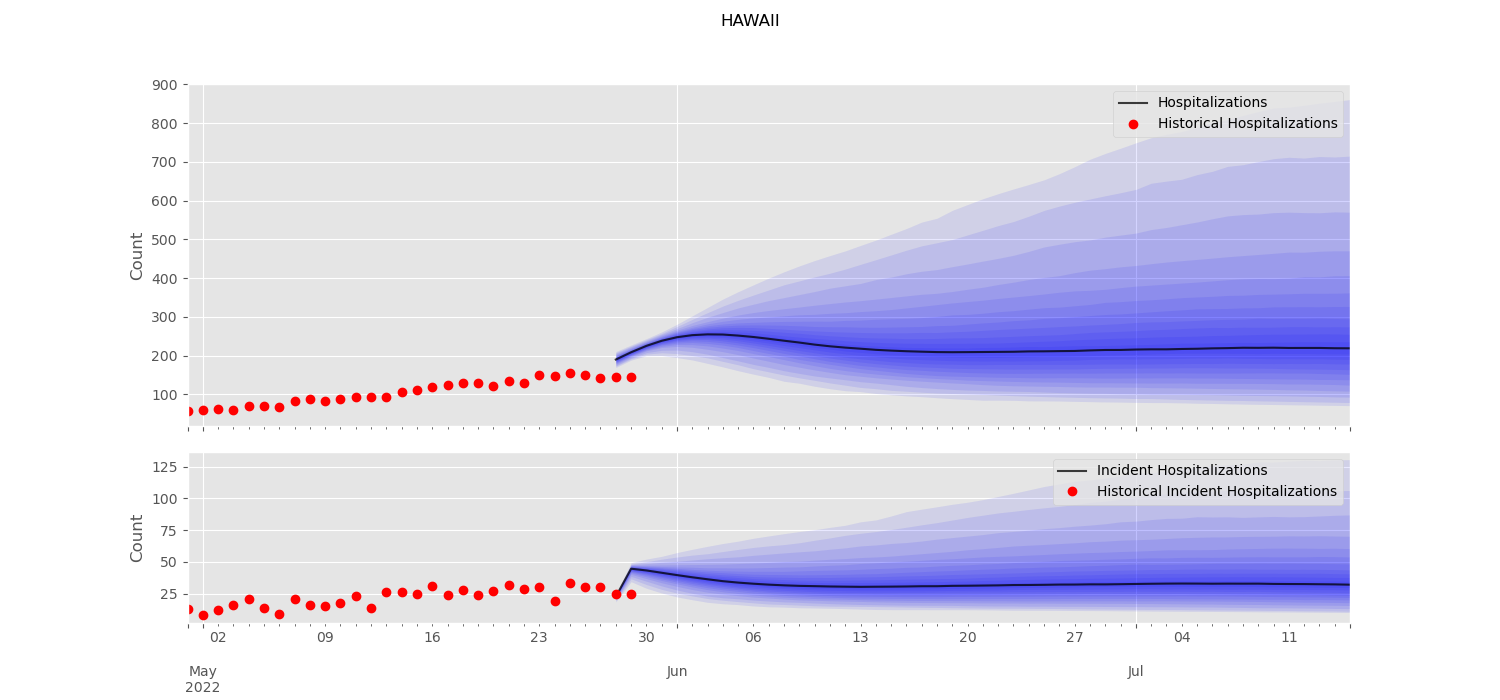 HAWAII
900
800
700
600
500
400
300
200
100
Count
Hospitalizations
Historical Hospitalizations
125
100
75
50
25
Count
Incident Hospitalizations
Historical Incident Hospitalizations
02 09 16 23 30 06 13 20 27 04 11
May Jun Jul
2022